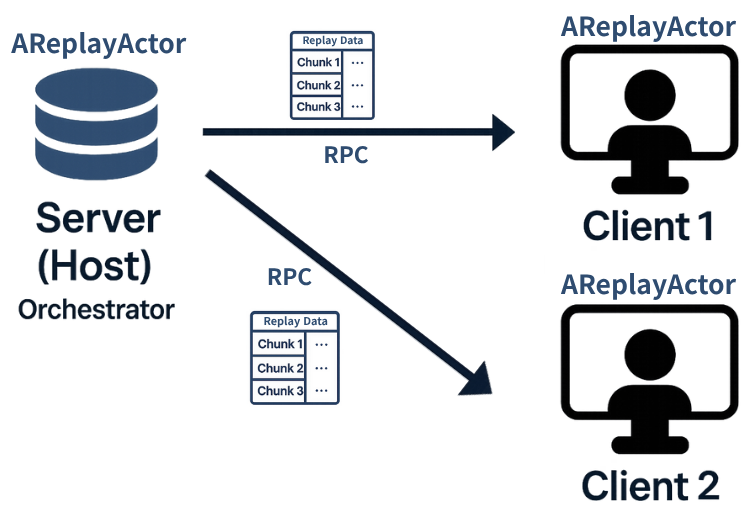 AReplayActor
Server
(Host)
Orchestrator
Replay Data
Chunk 1 ...
Chunk 2 ...
Chunk 3 ...
RPC
AReplayActor
Client 1
RPC
Replay Data
Chunk 1 ...
Chunk 2 ...
Chunk 3 ...
AReplayActor
Client 2